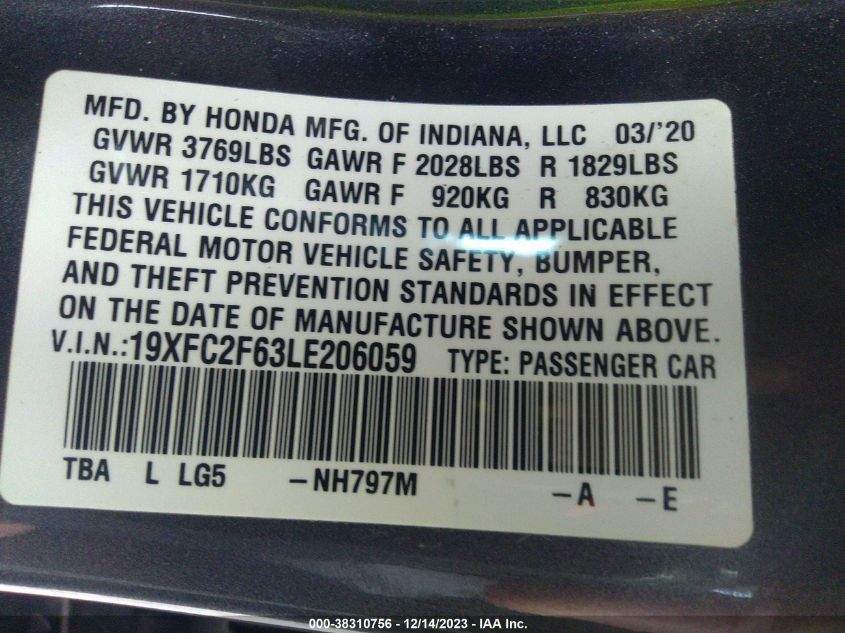 MFD. BY HONDA MFG. OF INDIANA, LLC 03/'20
GVWR 3769LBS GAWR F 2028LBS R 1829LBS
GVWR 1710KG GAWR F 920KG R 830KG
THIS VEHICLE CONFORMS TO ALL APPLICABLE
FEDERAL MOTOR VEHICLE SAFETY, BUMPER,
AND THEFT PREVENTION STANDARDS IN EFFECT
ON THE DATE OF MANUFACTURE SHOWN ABOVE.
V.I.N.:19XFC2F63LE206059 TYPE: PASSENGER CAR
TBA L LG5 -NH797M -A -E
000-38310756 - 12/14/2023 - IAA Inc.